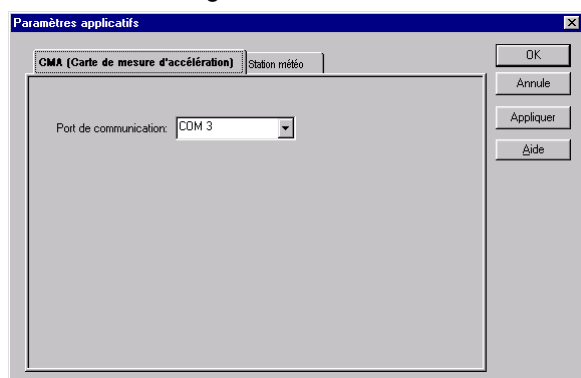 Paramètres applicatifs
CMA (Carte de mesure d'accélération)
Station météo
OK
Annule
Appliquer
Aide
Port de communication: COM 3